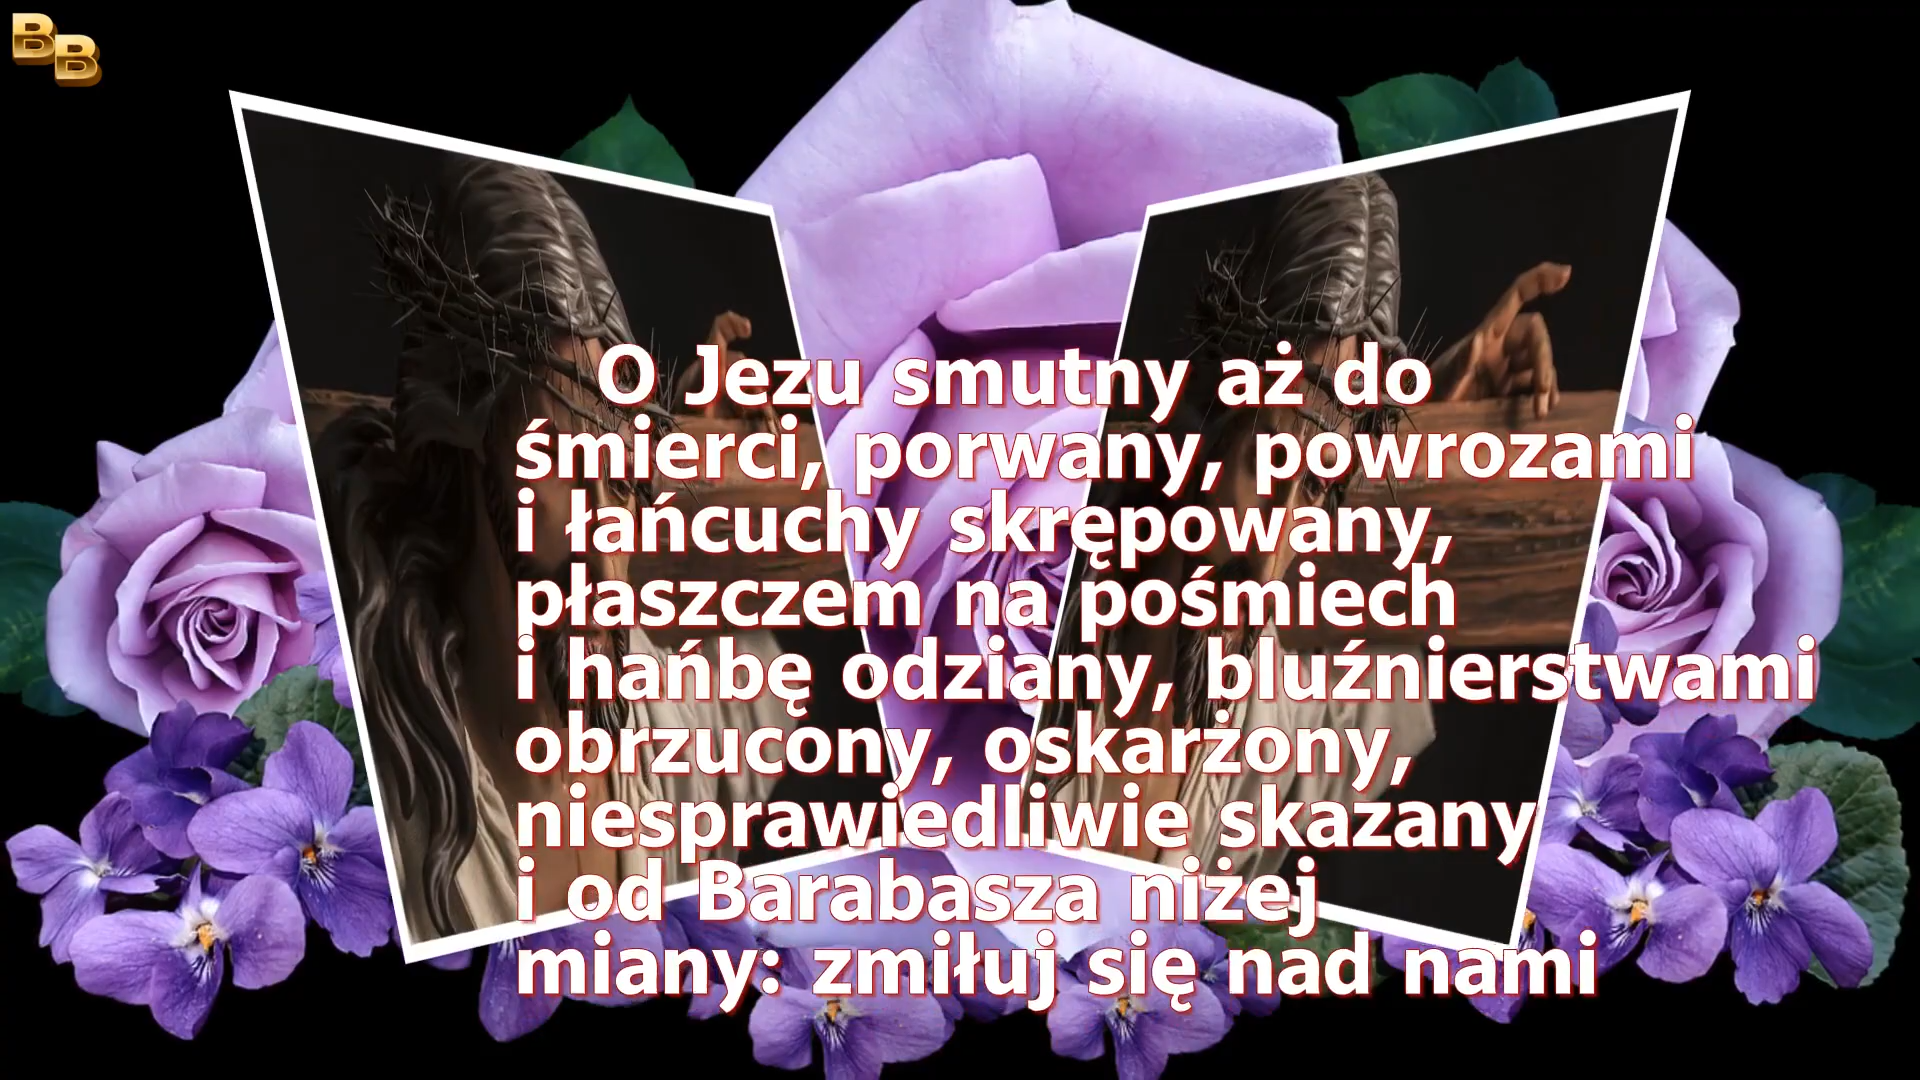 BB
O Jezu smutny aż do
śmierci, porwany, powrozami
i łańcuchy skrępowany,
płaszczem na pośmiech
i hańbę odziany, bluźnierstwami
obrzucony, oskarżony,
niesprawiedliwie skazany
i od Barabasza niżej
miany: zmiłuj się nad nami